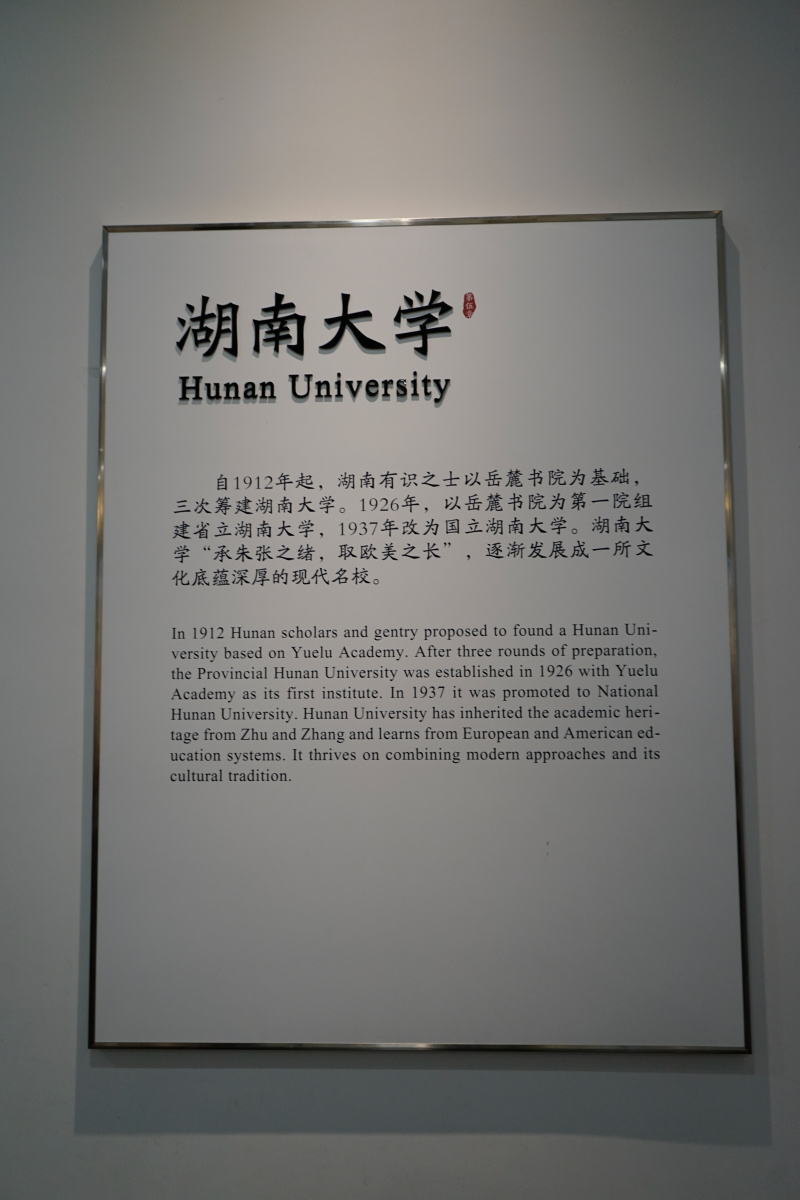 湖南大学
第伍章
Hunan University
自1912年起，湖南有识之士以岳麓书院为基础，
三次筹建湖南大学。1926年，以岳麓书院为第一院组
建省立湖南大学，1937年改为国立湖南大学。湖南大
学“承朱张之绪，取欧美之长”，逐渐发展成一所文
化底蕴深厚的现代名校。
In 1912 Hunan scholars and gentry proposed to found a Hunan Uni-
versity based on Yuelu Academy. After three rounds of preparation,
the Provincial Hunan University was established in 1926 with Yuelu
Academy as its first institute. In 1937 it was promoted to National
Hunan University. Hunan University has inherited the academic heri-
tage from Zhu and Zhang and learns from European and American ed-
ucation systems. It thrives on combining modern approaches and its
cultural tradition.